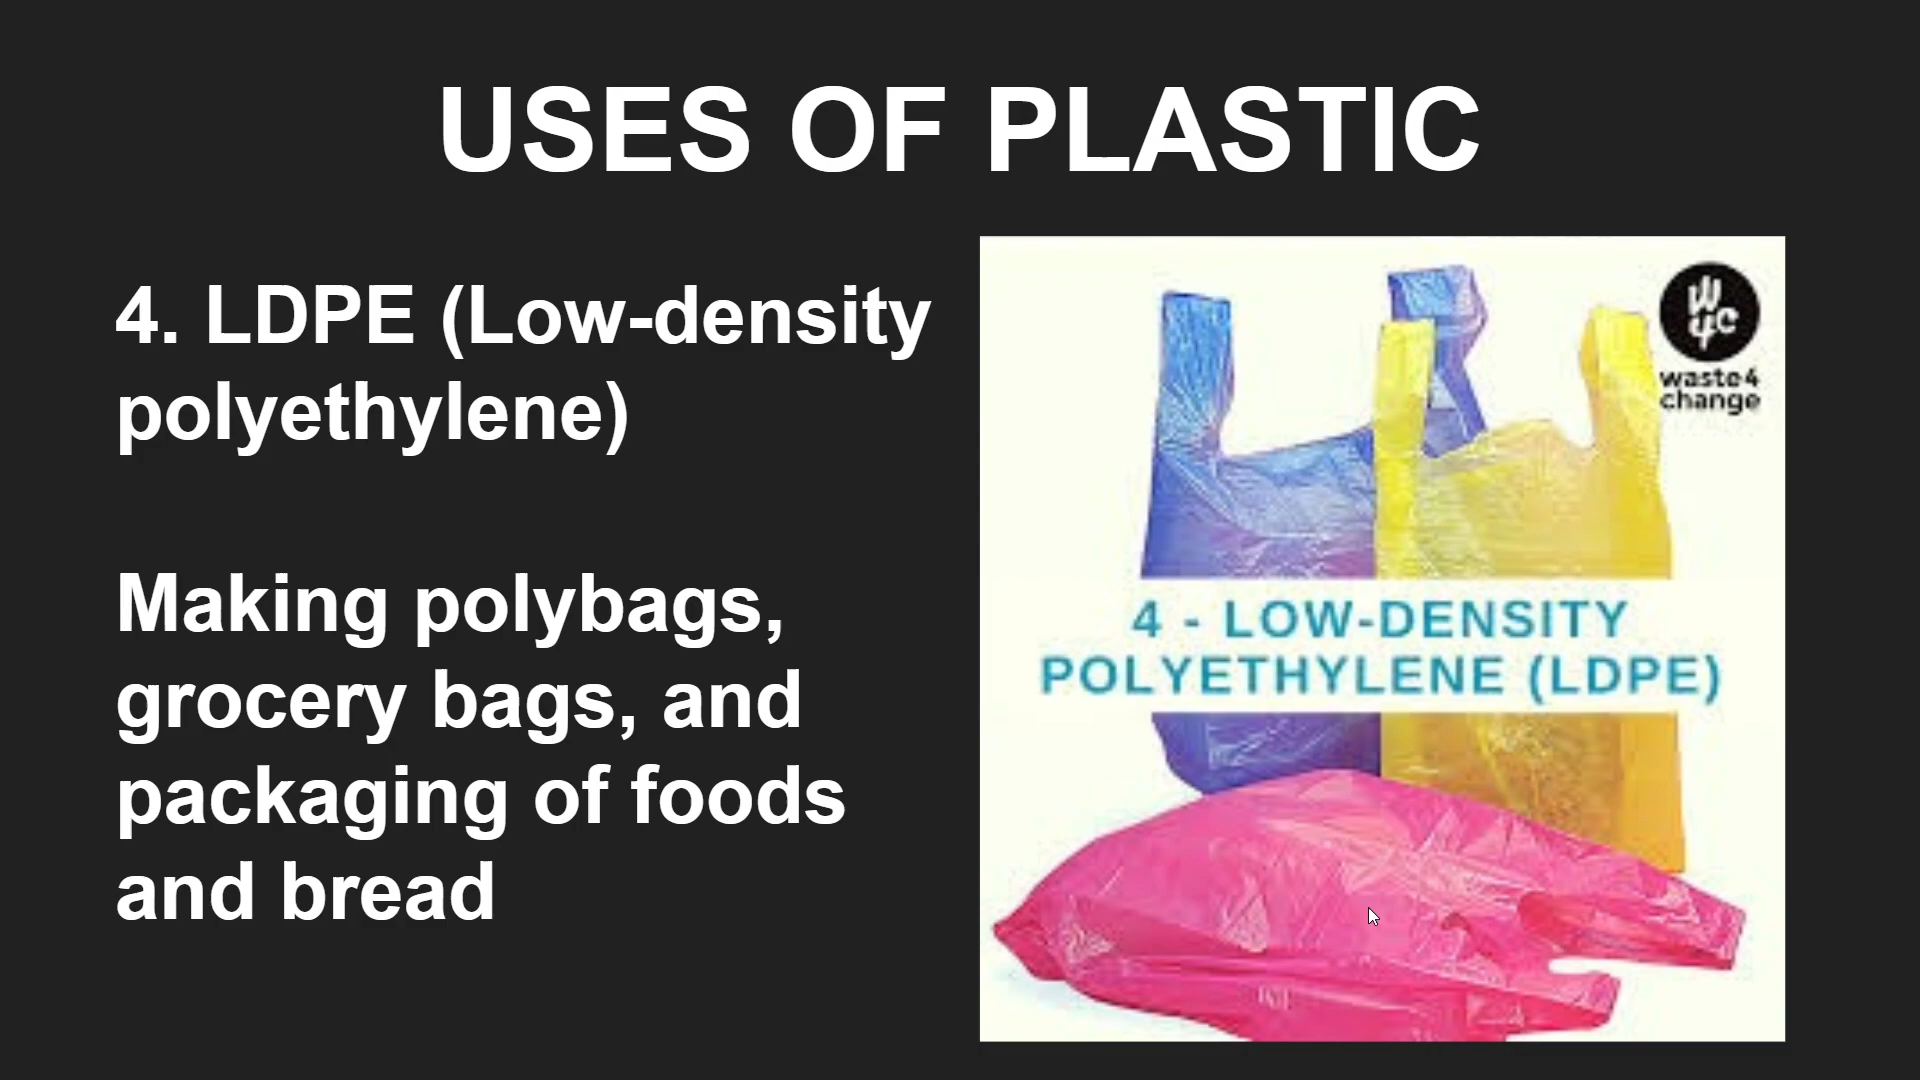 USES OF PLASTIC
4. LDPE (Low-density
polyethylene)
Making polybags,
grocery bags, and
packaging of foods
and bread
W4C
waste4
change
4 - LOW-DENSITY
POLYETHYLENE (LDPE)